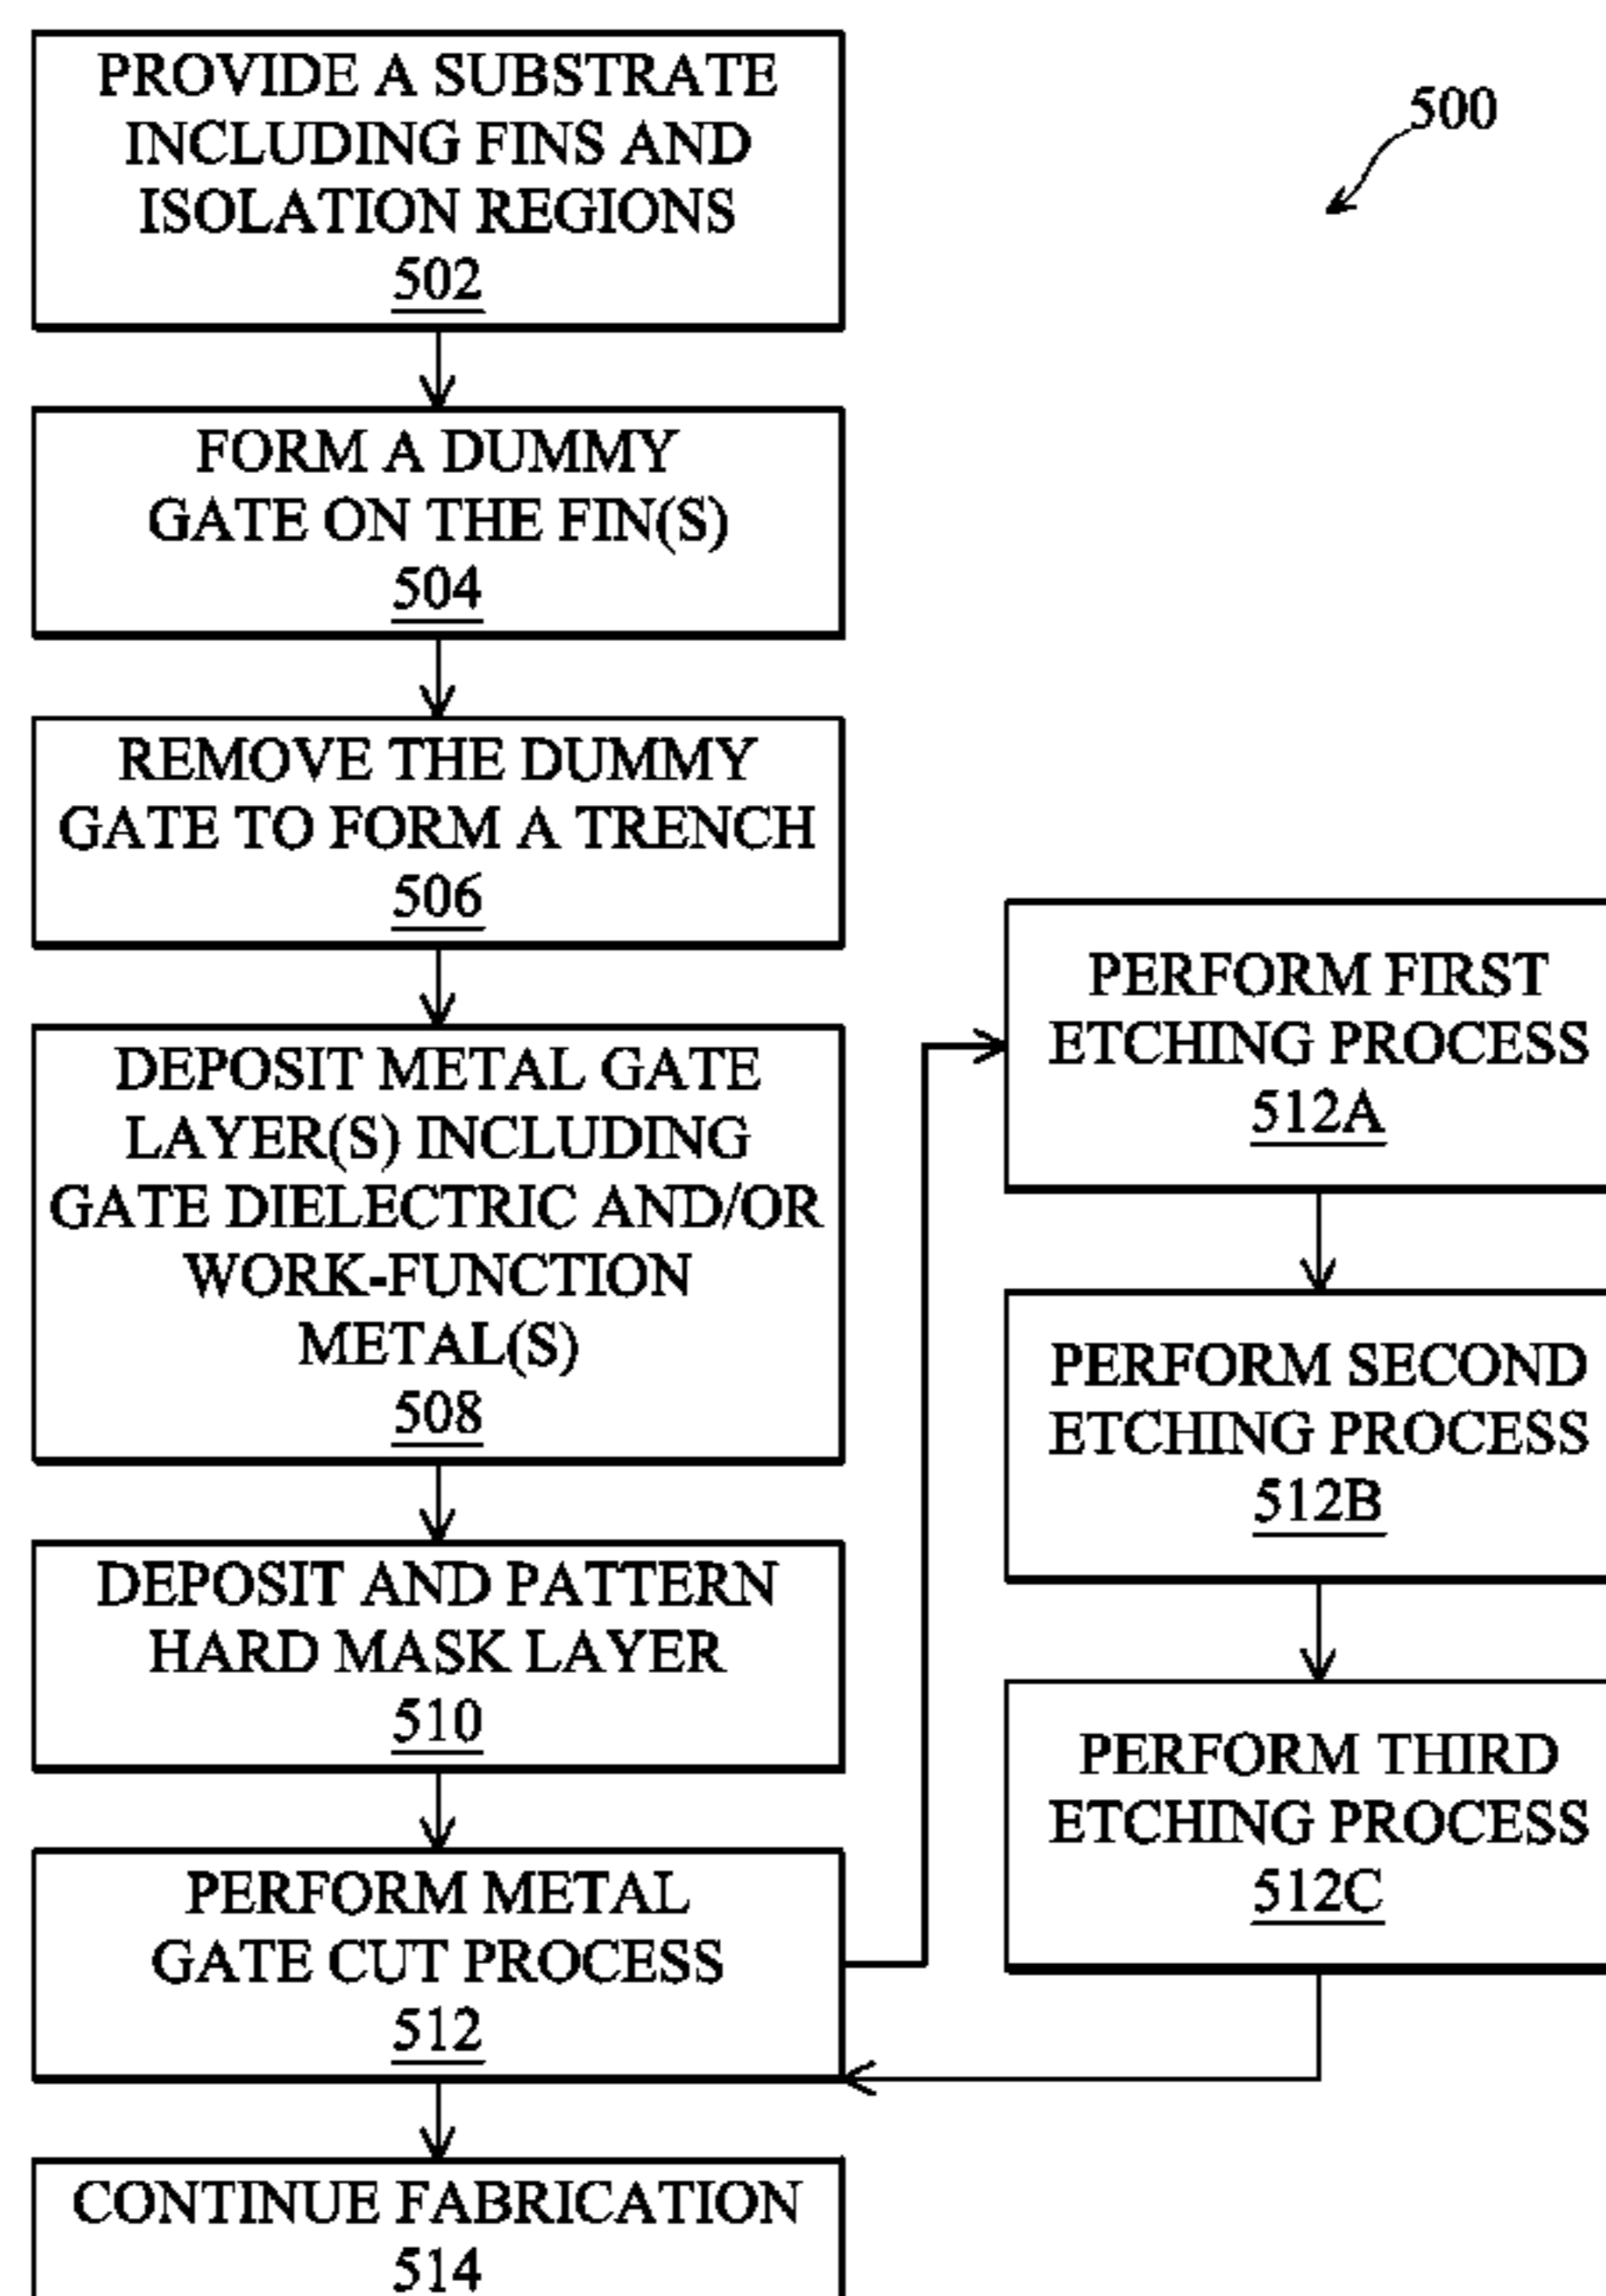 500
PROVIDE A SUBSTRATE
INCLUDING FINS AND
ISOLATION REGIONS
502
FORM A DUMMY
GATE ON THE FIN(S)
504
REMOVE THE DUMMY
GATE TO FORM A TRENCH
506
DEPOSIT METAL GATE
LAYER(S) INCLUDING
GATE DIELECTRIC AND/OR
WORK-FUNCTION
METAL(S)
508
DEPOSIT AND PATTERN
HARD MASK LAYER
510
PERFORM METAL
GATE CUT PROCESS
512
PERFORM FIRST
ETCHING PROCESS
512A
PERFORM SECOND
ETCHING PROCESS
512B
PERFORM THIRD
ETCHING PROCESS
512C
CONTINUE FABRICATION
514